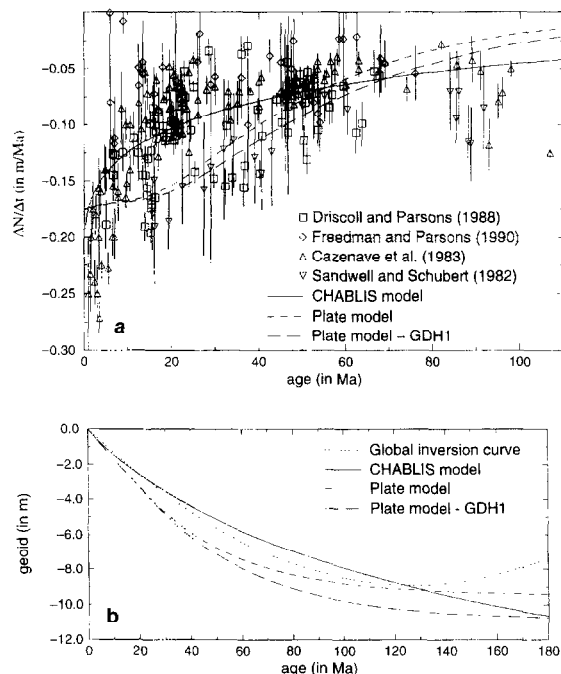 −0.00
−0.05
−0.10
−0.15
−0.20
−0.25
−0.30
ΔN/Δt (in m/Ma)
a
Driscoll and Parsons (1988)
Freedman and Parsons (1990)
Cazenave et al. (1983)
Sandwell and Schubert (1982)
CHABLIS model
Plate model
Plate model − GDH1
0 20 40 60 80 100
age (in Ma)
0.0
-2.0
-4.0
-6.0
-8.0
-10.0
-12.0
geoid (in m)
Global inversion curve
CHABLIS model
Plate model
Plate model - GDH1
b
0 20 40 60 80 100 120 140 160 180
age (in Ma)